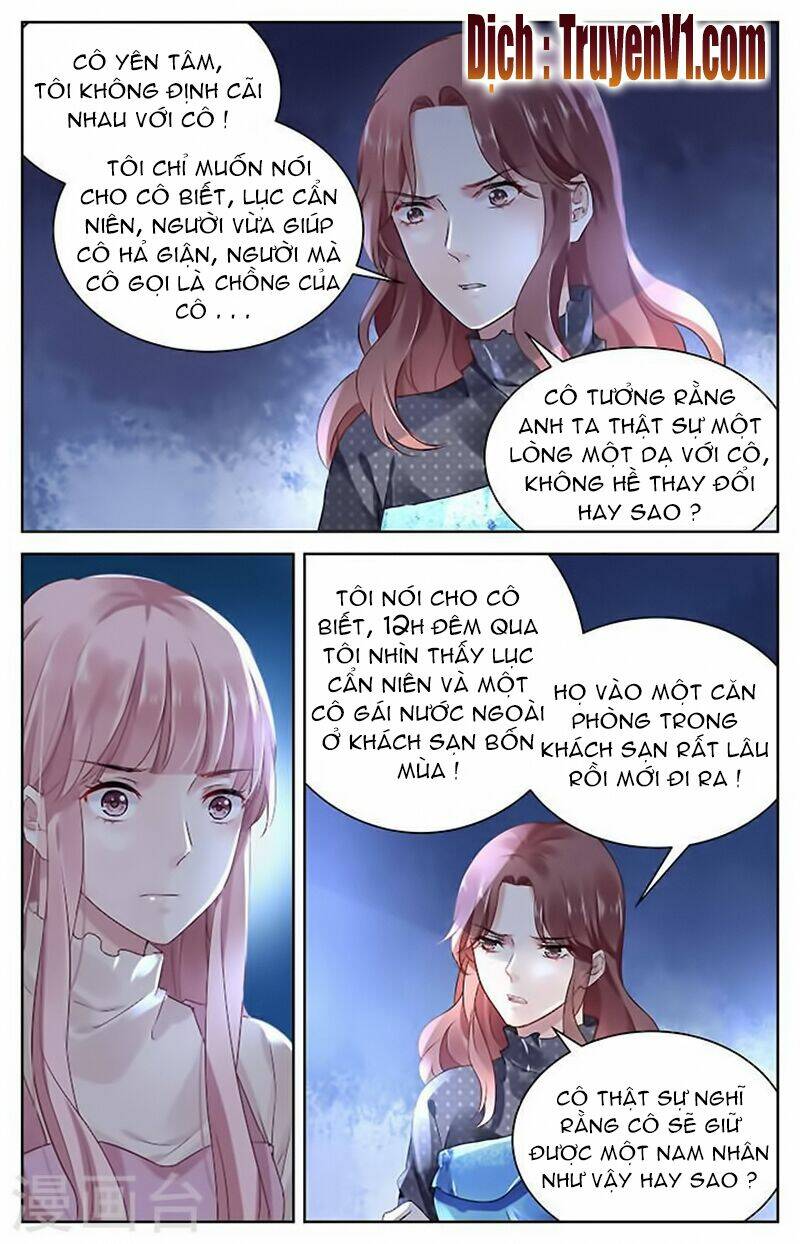 Dịch : TruyenV1.com
CÔ YÊN TÂM,
TÔI KHÔNG ĐỊNH CÃI
NHAU VỚI CÔ !
TÔI CHỈ MUỐN NÓI
CHO CÔ BIẾT, LỤC CẨN
NIÊN, NGƯỜI VỪA GIÚP
CÔ HẢ GIẬN, NGƯỜI MÀ
CÔ GỌI LÀ CHỒNG CỦA
CÔ . . .
CÔ TƯỞNG RẰNG
ANH TA THẬT SỰ MỘT
LÒNG MỘT DẠ VỚI CÔ,
KHÔNG HỀ THAY ĐỔI
HAY SAO ?
TÔI NÓI CHO CÔ
BIẾT, 12H ĐÊM QUA
TÔI NHÌN THẤY LỤC
CẨN NIÊN VÀ MỘT
CÔ GÁI NƯỚC NGOÀI
Ở KHÁCH SẠN BỐN
MÙA !
HỌ VÀO MỘT CĂN
PHÒNG TRONG
KHÁCH SẠN RẤT LÂU
RỒI MỚI ĐI RA !
CÔ THẬT SỰ NGHĨ
RẰNG CÔ SẼ GIỮ
ĐƯỢC MỘT NAM NHÂN
NHƯ VẬY HAY SAO ?
漫画台